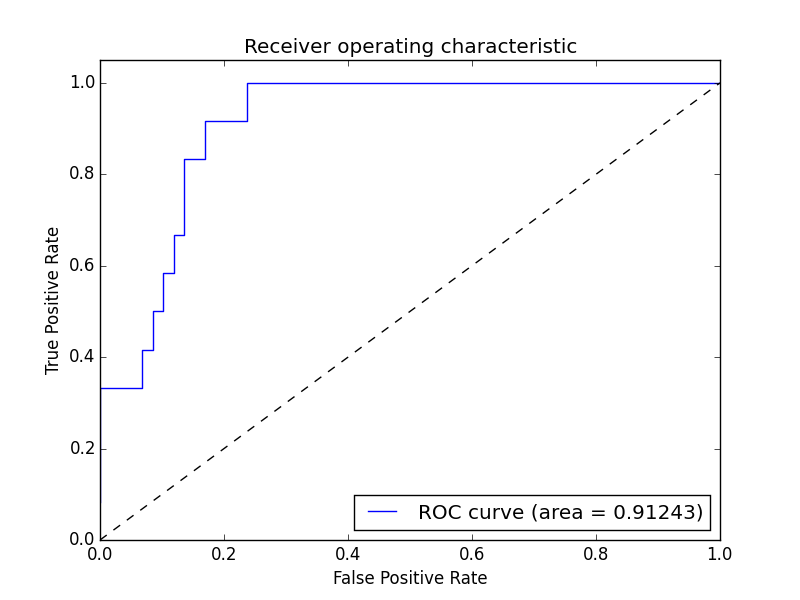 Receiver operating characteristic
1.0
0.8
0.6
0.4
0.2
0.0
True Positive Rate
ROC curve (area = 0.91243)
0.0 0.2 0.4 0.6 0.8 1.0
False Positive Rate